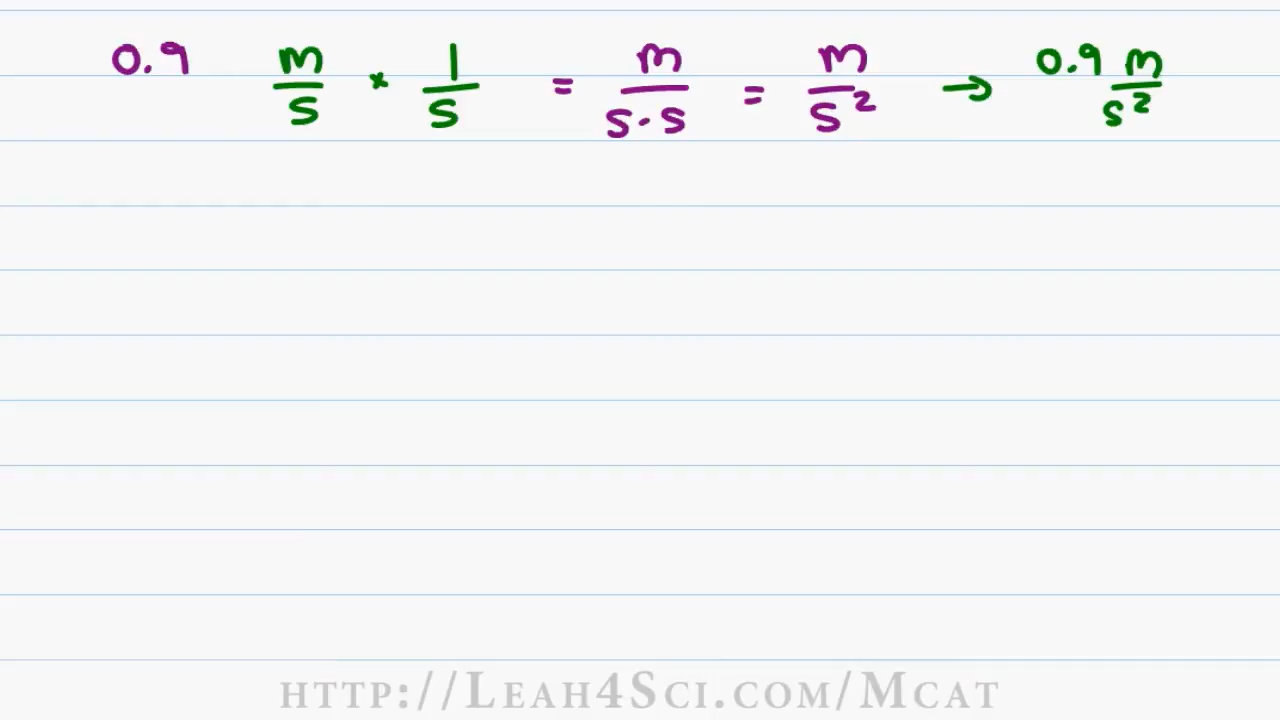 0.9 m/s × 1/s = m/s·s = m/s² → 0.9 m/s²
http://Leah4Sci.com/Mcat